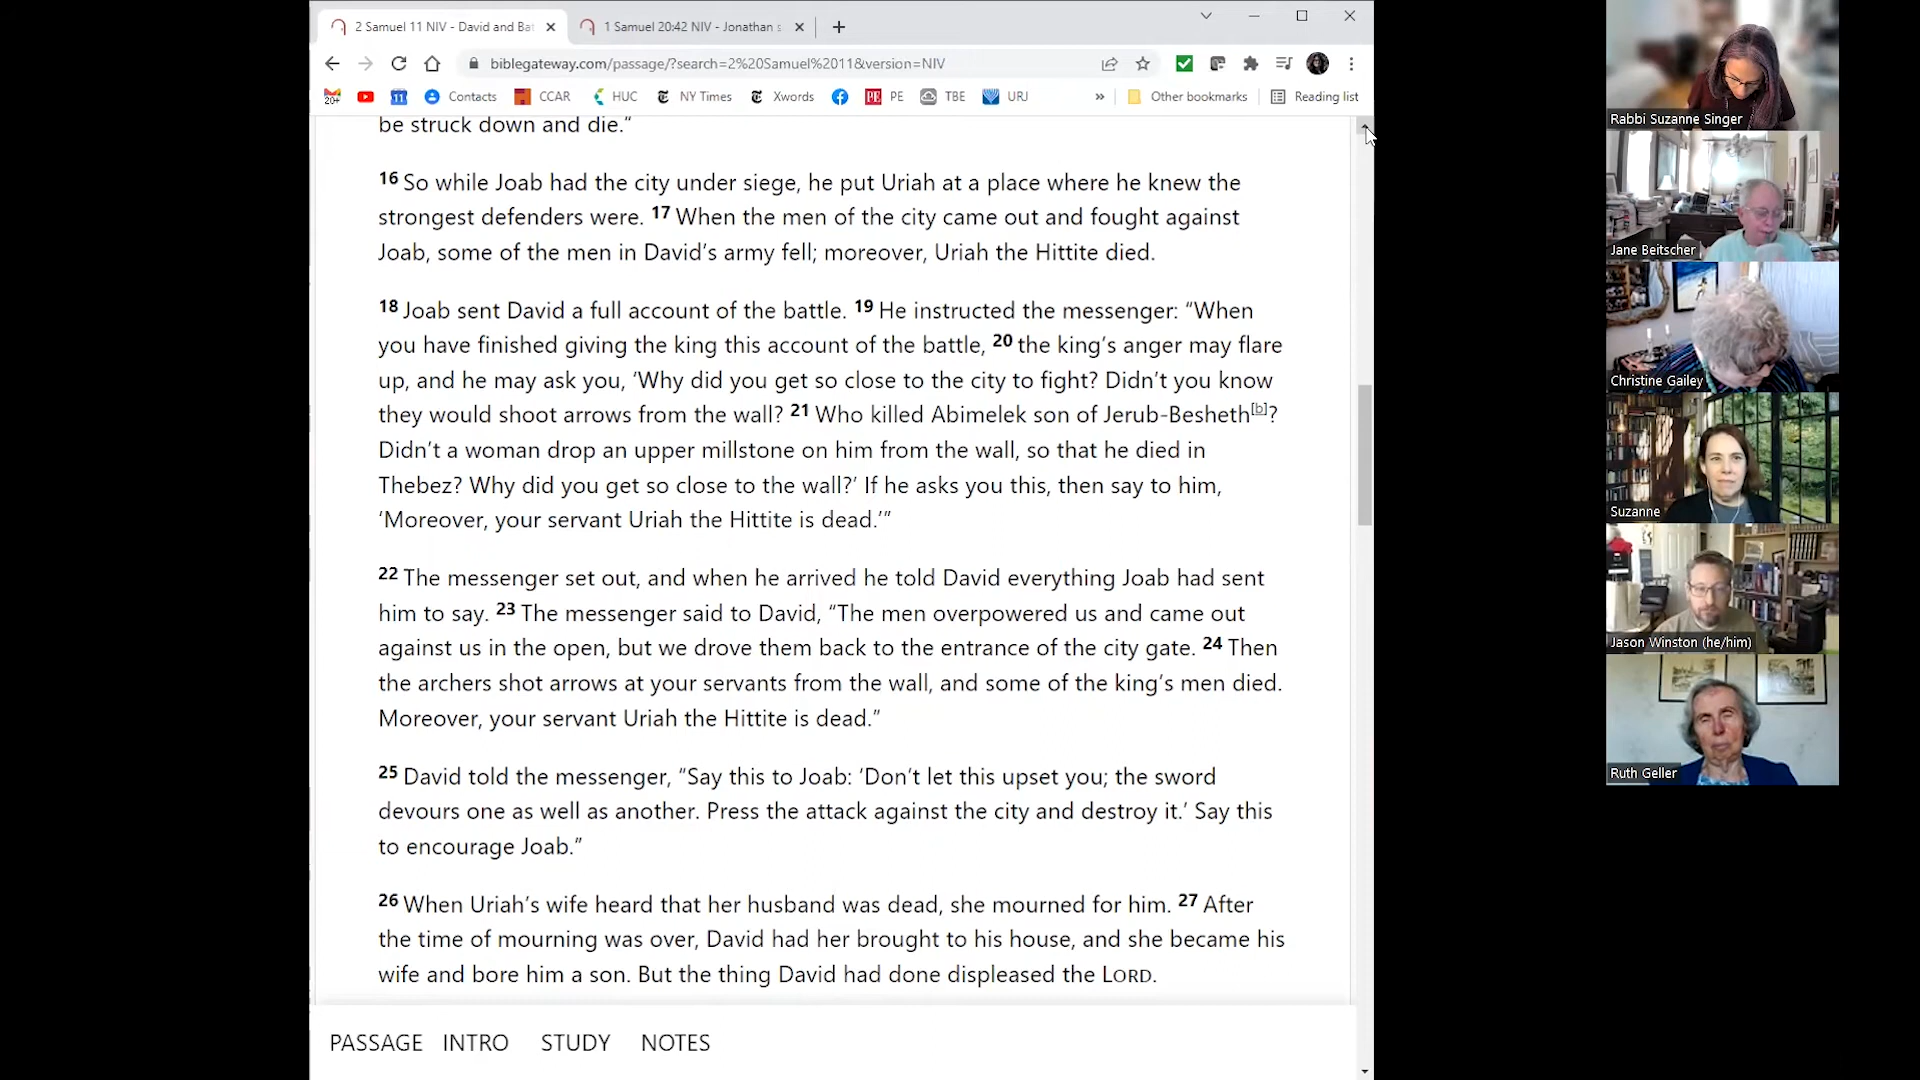 2 Samuel 11 NIV - David and Bat
1 Samuel 20:42 NIV - Jonathan s
biblegateway.com/passage/?search=2%20Samuel%2011&version=NIV
20+ 11 Contacts CCAR HUC NY Times Xwords PE PE TBE URJ » Other bookmarks Reading list
be struck down and die.”
16 So while Joab had the city under siege, he put Uriah at a place where he knew the
strongest defenders were. 17 When the men of the city came out and fought against
Joab, some of the men in David’s army fell; moreover, Uriah the Hittite died.
18 Joab sent David a full account of the battle. 19 He instructed the messenger: “When
you have finished giving the king this account of the battle, 20 the king’s anger may flare
up, and he may ask you, ‘Why did you get so close to the city to fight? Didn’t you know
they would shoot arrows from the wall? 21 Who killed Abimelek son of Jerub-Besheth[b]?
Didn’t a woman drop an upper millstone on him from the wall, so that he died in
Thebez? Why did you get so close to the wall?’ If he asks you this, then say to him,
‘Moreover, your servant Uriah the Hittite is dead.’”
22 The messenger set out, and when he arrived he told David everything Joab had sent
him to say. 23 The messenger said to David, “The men overpowered us and came out
against us in the open, but we drove them back to the entrance of the city gate. 24 Then
the archers shot arrows at your servants from the wall, and some of the king’s men died.
Moreover, your servant Uriah the Hittite is dead.”
25 David told the messenger, “Say this to Joab: ‘Don’t let this upset you; the sword
devours one as well as another. Press the attack against the city and destroy it.’ Say this
to encourage Joab.”
26 When Uriah’s wife heard that her husband was dead, she mourned for him. 27 After
the time of mourning was over, David had her brought to his house, and she became his
wife and bore him a son. But the thing David had done displeased the LORD.
PASSAGE INTRO STUDY NOTES
Rabbi Suzanne Singer
Jane Beitscher
Christine Gailey
Suzanne
Jason Winston (he/him)
Ruth Geller